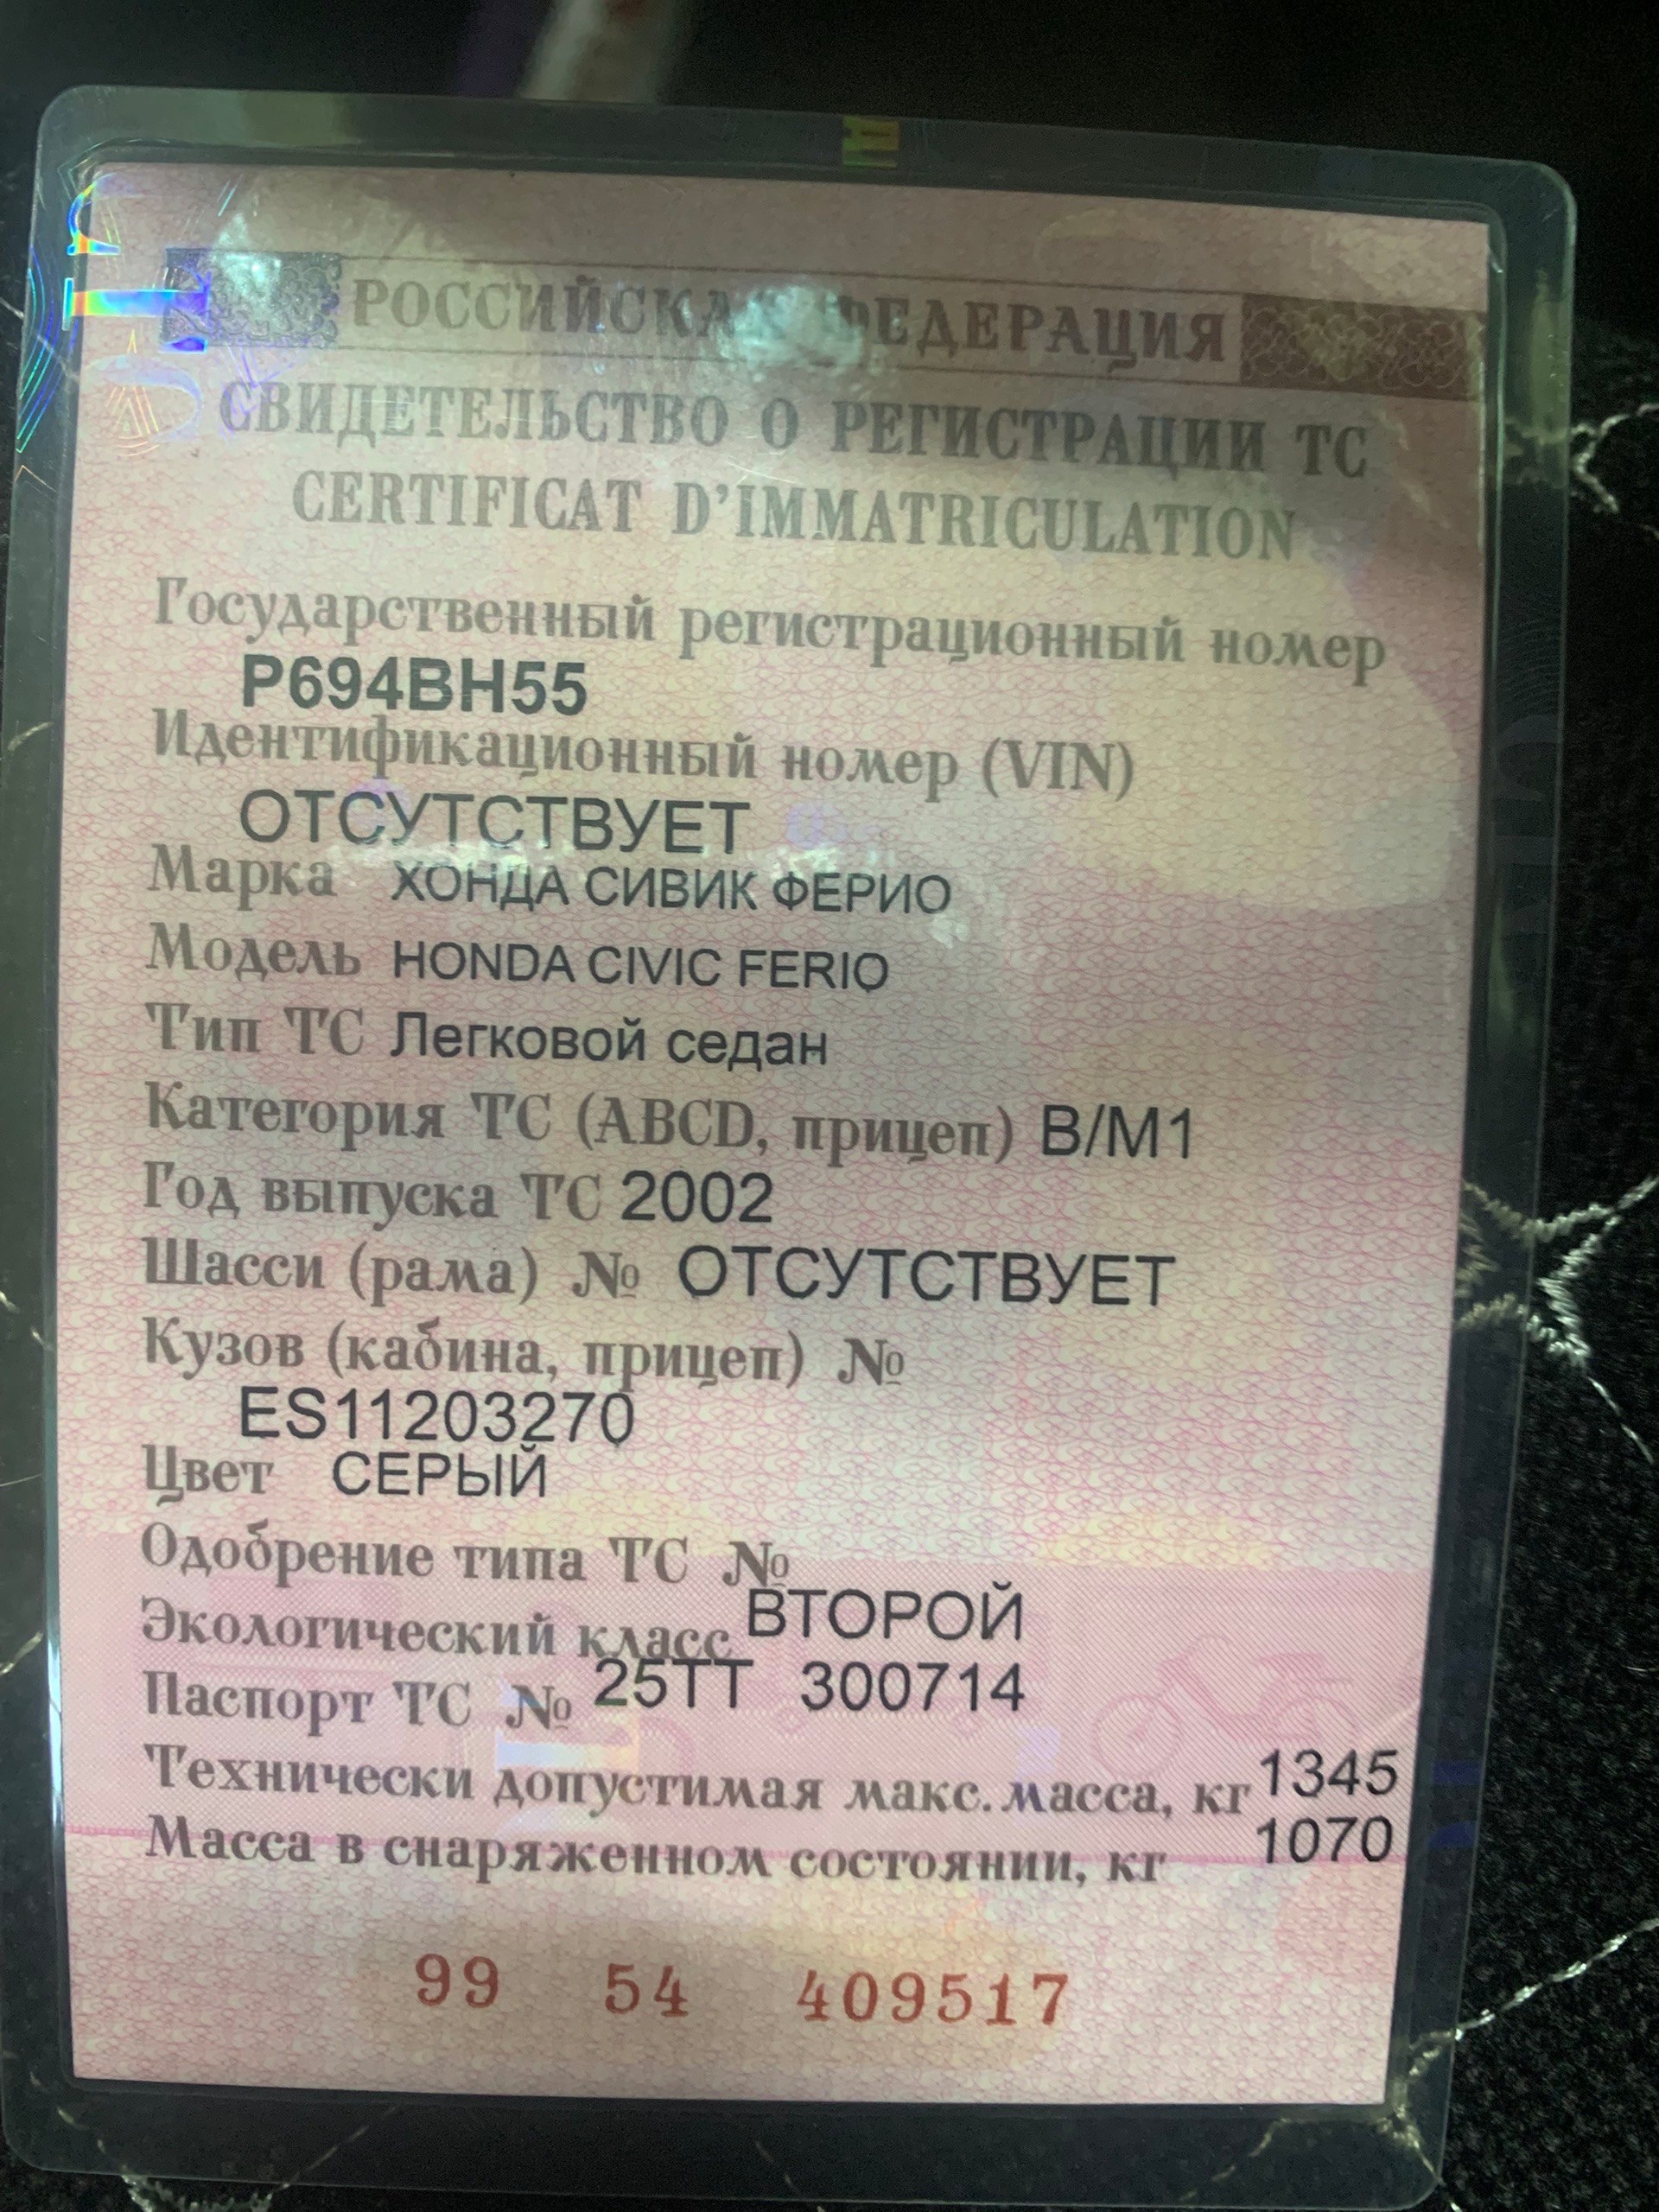 РОССИЙСКАЯ ФЕДЕРАЦИЯ
СВИДЕТЕЛЬСТВО О РЕГИСТРАЦИИ ТС
CERTIFICAT D'IMMATRICULATION
Государственный регистрационный номер
Р694ВН55
Идентификационный номер (VIN)
ОТСУТСТВУЕТ
Марка ХОНДА СИВИК ФЕРИО
Модель HONDA CIVIC FERIO
Тип ТС Легковой седан
Категория ТС (ABCD, прицеп) B/M1
Год выпуска ТС 2002
Шасси (рама) № ОТСУТСТВУЕТ
Кузов (кабина, прицеп) №
ES11203270
Цвет СЕРЫЙ
Одобрение типа ТС №
Экологический класс ВТОРОЙ
Паспорт ТС № 25ТТ 300714
Технически допустимая макс.масса, кг 1345
Масса в снаряженном состоянии, кг 1070
99 54 409517